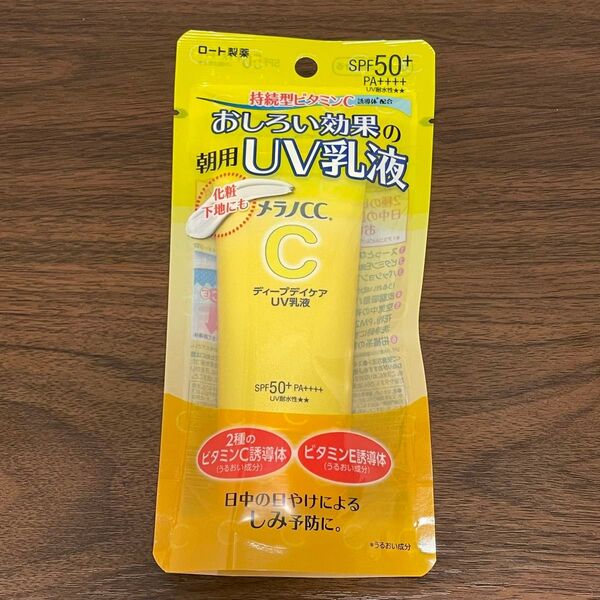 ロート製薬
SPF50+
PA++++
UV耐水性★★
持続型ビタミンC誘導体*配合
おしろい効果の
朝用UV乳液
化粧
下地にも
メラノCC®
C
ディープデイケア
UV乳液
SPF50+ PA++++
UV耐水性★★
2種の
ビタミンC誘導体
(うるおい成分)
ビタミンE誘導体
(うるおい成分)
日中の日やけによる
しみ予防に。
*うるおい成分